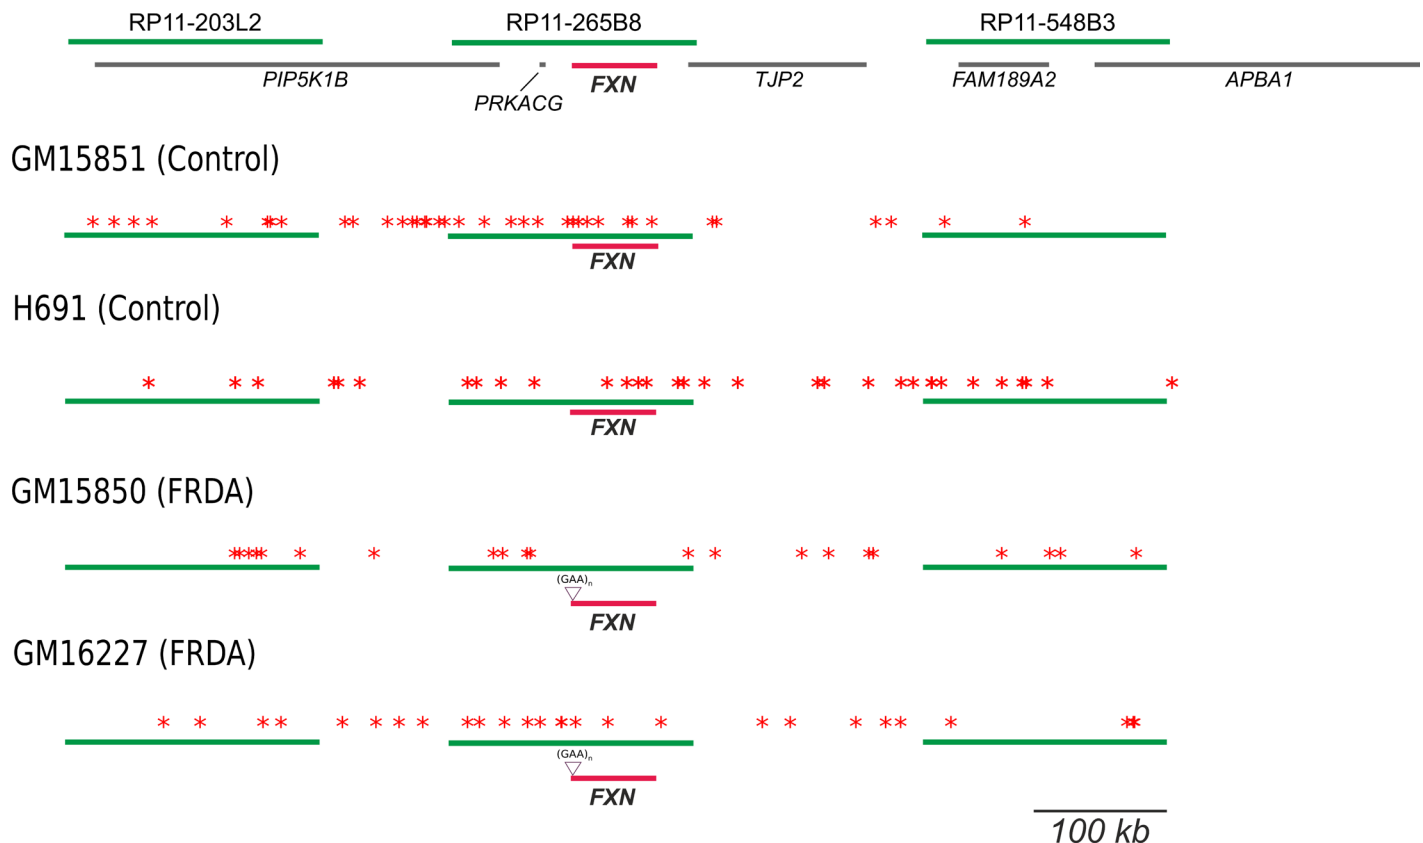 RP11-203L2 RP11-265B8 RP11-548B3
PIP5K1B PRKACG FXN TJP2 FAM189A2 APBA1
GM15851 (Control)
FXN
H691 (Control)
FXN
GM15850 (FRDA)
(GAA)n
FXN
GM16227 (FRDA)
(GAA)n
FXN
100 kb